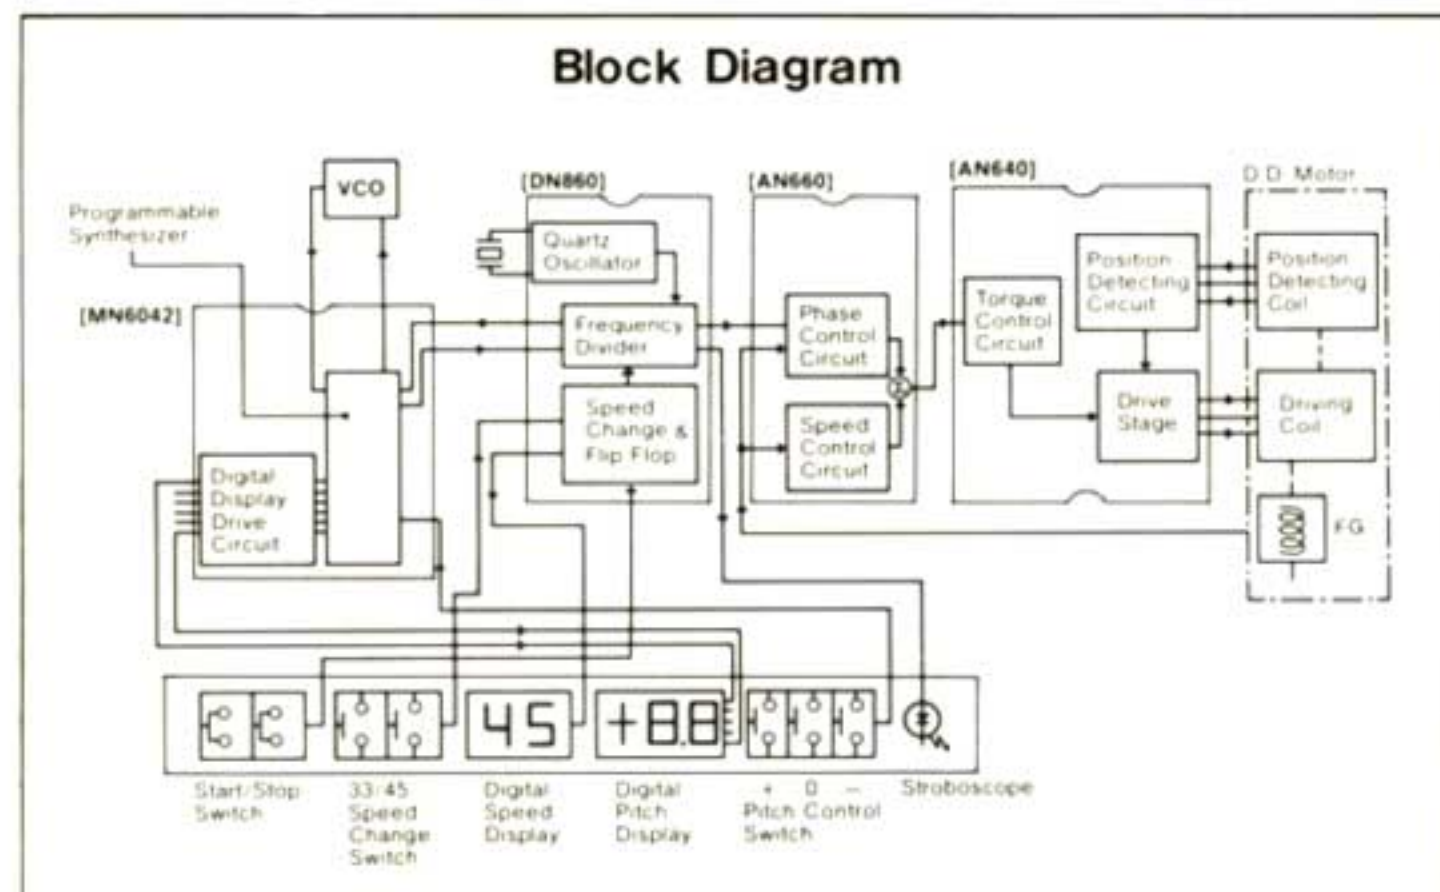 Block Diagram
VCO
[DN860]
[AN660]
[AN640]
D.D. Motor
Programmable
Synthesizer
Quartz
Oscillator
Position
Detecting
Circuit
Position
Detecting
Coil
[MN6042]
Frequency
Divider
Phase
Control
Circuit
Torque
Control
Circuit
Speed
Change &
Flip Flop
Speed
Control
Circuit
Drive
Stage
Driving
Coil
Digital
Display
Drive
Circuit
FG
45
+8.8
Start/Stop
Switch
33/45
Speed
Change
Switch
Digital
Speed
Display
Digital
Pitch
Display
+ 0 −
Pitch Control
Switch
Stroboscope